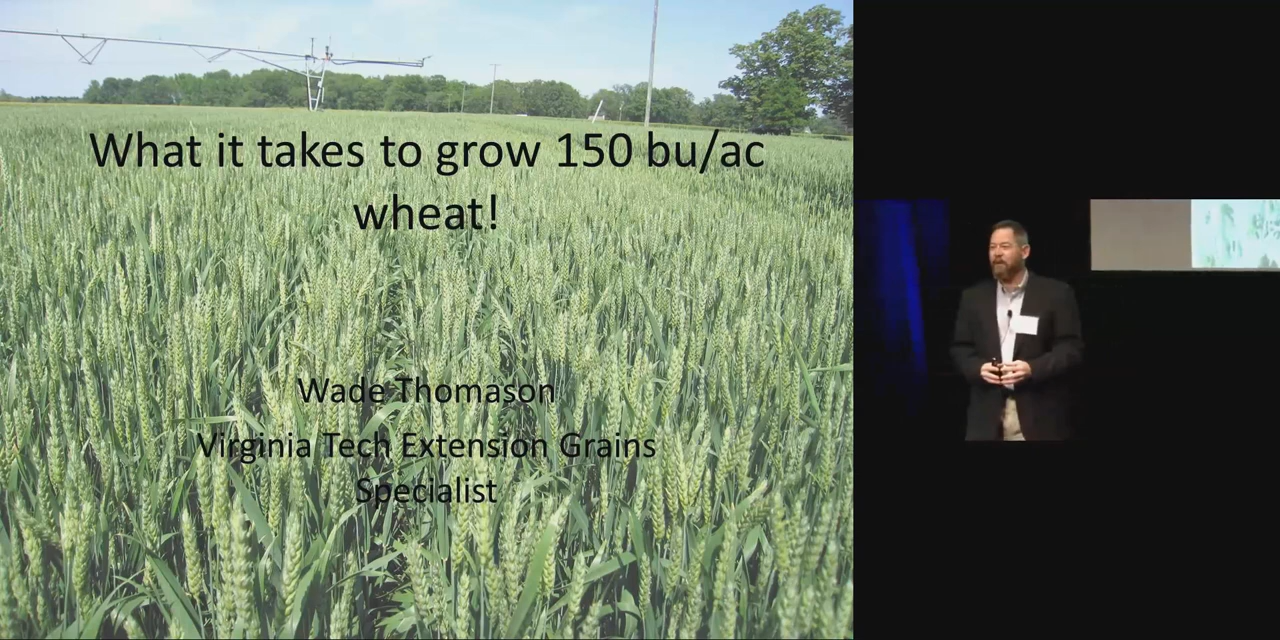 What it takes to grow 150 bu/ac
wheat!
Wade Thomason
Virginia Tech Extension Grains
Specialist